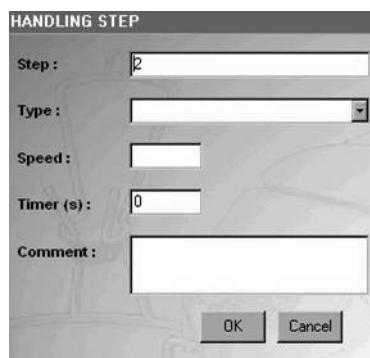 HANDLING STEP
Step : 2
Type :
Speed :
Timer (s) : 0
Comment :
OK Cancel